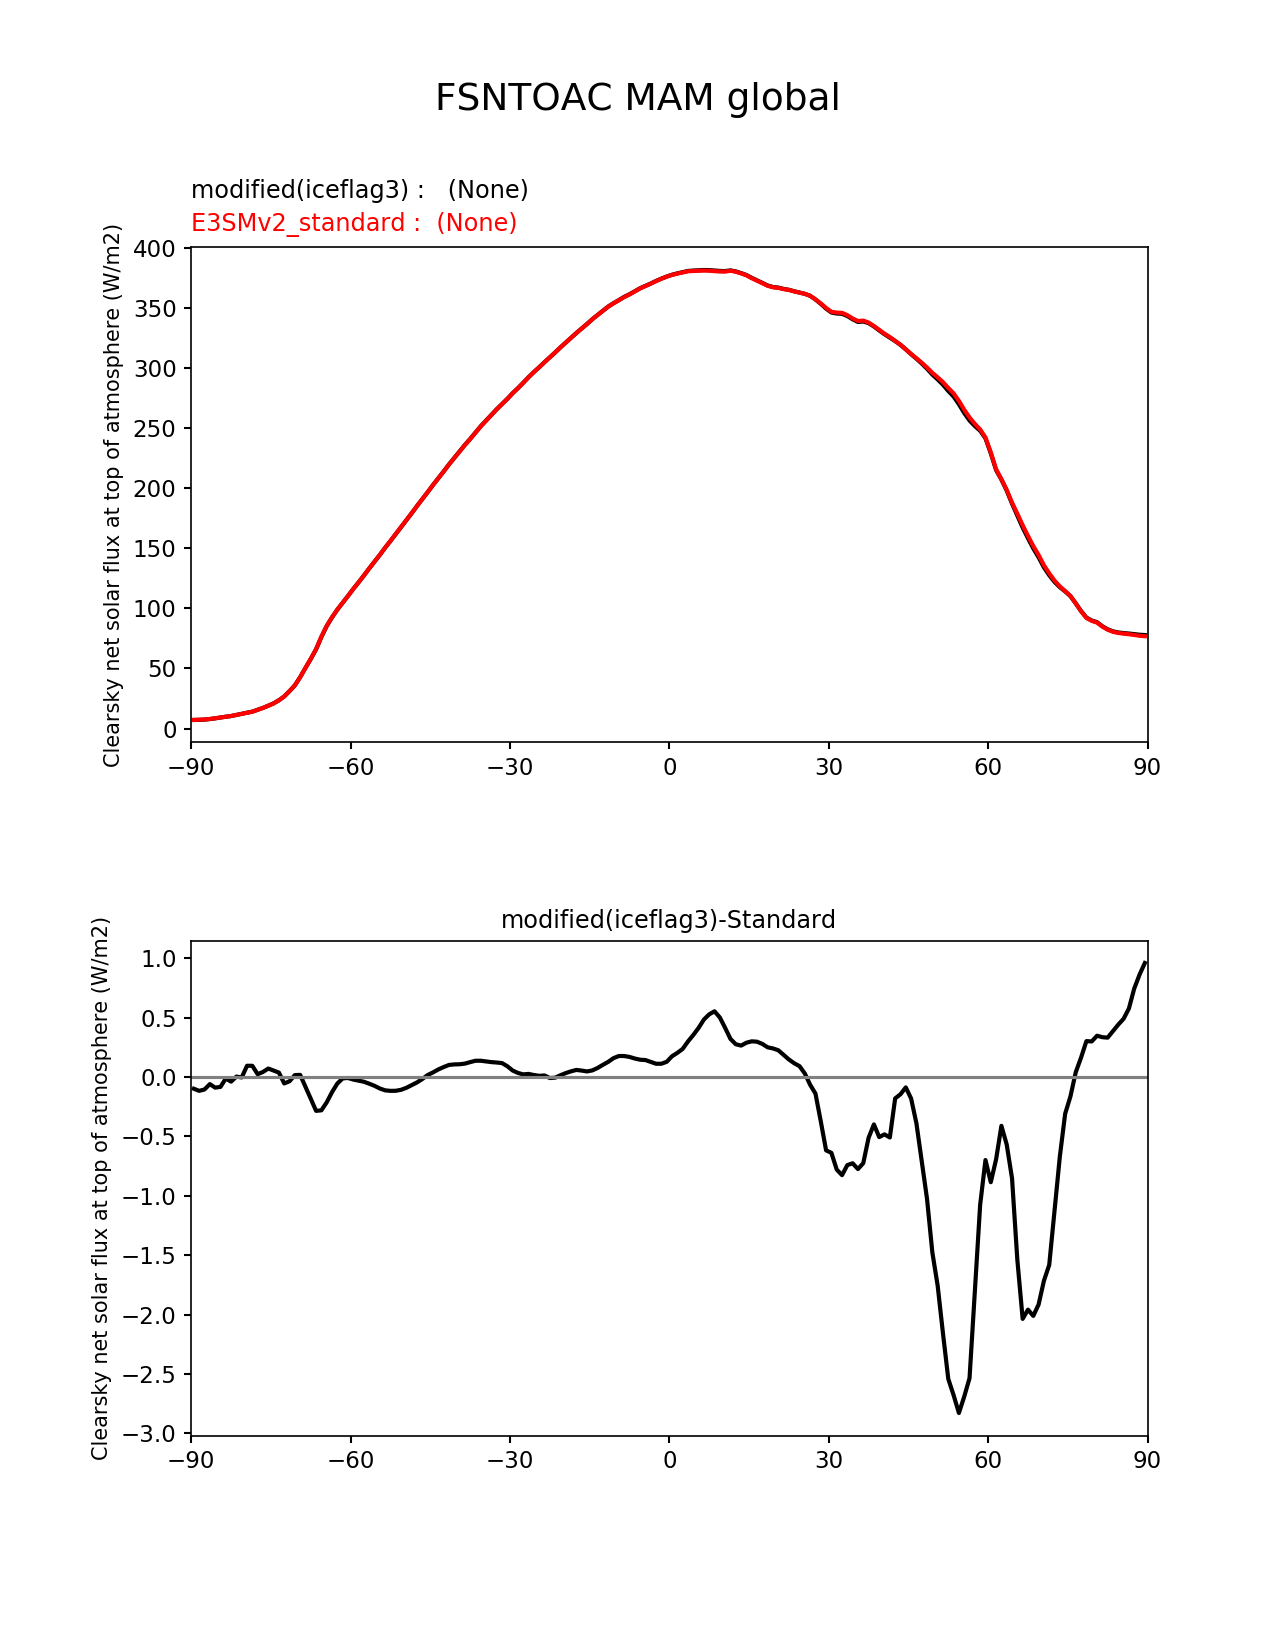 FSNTOAC MAM global
modified(iceflag3) :   (None)
E3SMv2_standard :  (None)
Clearsky net solar flux at top of atmosphere (W/m2)
400
350
300
250
200
150
100
50
0
−90 −60 −30 0 30 60 90
modified(iceflag3)-Standard
Clearsky net solar flux at top of atmosphere (W/m2)
1.0
0.5
0.0
−0.5
−1.0
−1.5
−2.0
−2.5
−3.0
−90 −60 −30 0 30 60 90